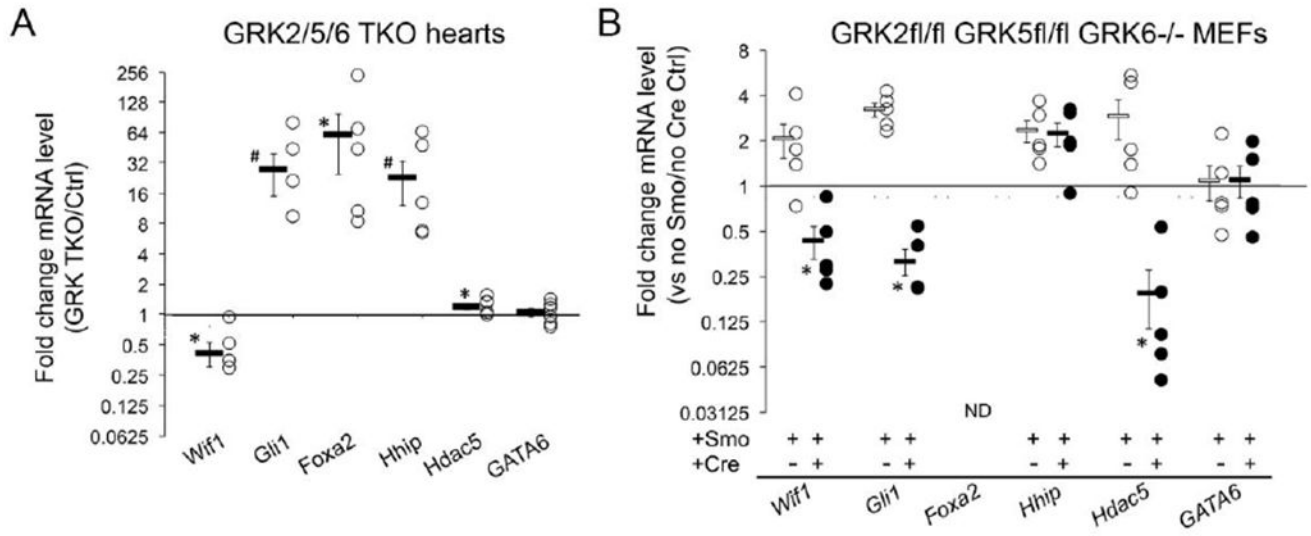 A
GRK2/5/6 TKO hearts
Fold change mRNA level
(GRK TKO/Ctrl)
256
128
64
32
16
8
4
2
1
0.5
0.25
0.125
0.0625
*
#
*
#
*
Wif1
Gli1
Foxa2
Hhip
Hdac5
GATA6
B
GRK2fl/fl GRK5fl/fl GRK6-/- MEFs
Fold change mRNA level
(vs no Smo/no Cre Ctrl)
8
4
2
1
0.5
0.25
0.125
0.0625
0.03125
*
*
*
ND
+Smo + + + + + + + + + +
+Cre - + - + - + - + - +
Wif1
Gli1
Foxa2
Hhip
Hdac5
GATA6